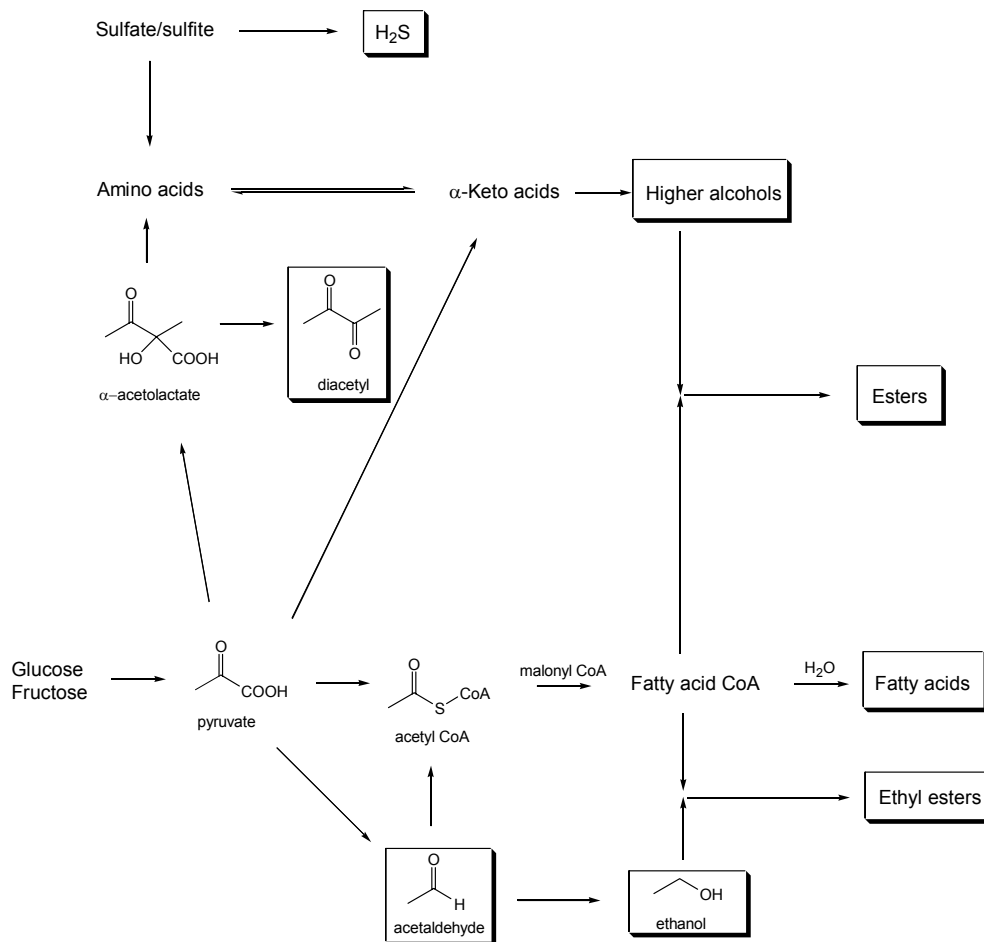 Sulfate/sulfite
H₂S
Amino acids
α-Keto acids
Higher alcohols
O
HO
COOH
α−acetolactate
O
O
diacetyl
Esters
Glucose
Fructose
O
COOH
pyruvate
O
S
CoA
acetyl CoA
malonyl CoA
Fatty acid CoA
H₂O
Fatty acids
Ethyl esters
O
H
acetaldehyde
OH
ethanol